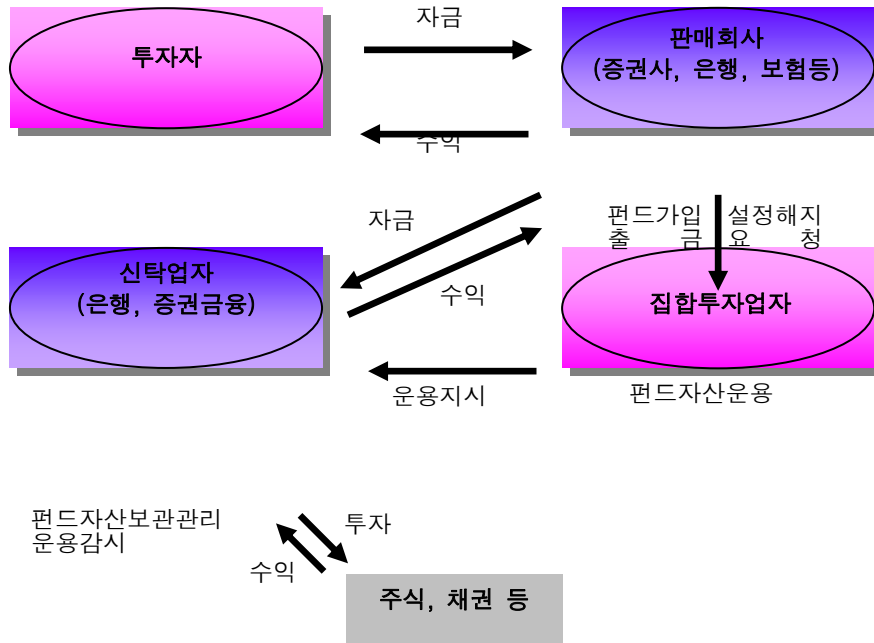 자금
투자자
판매회사
(증권사, 은행, 보험등)
수익
자금
펀드가입
출 금
설정해지
요 청
신탁업자
(은행, 증권금융)
수익
집합투자업자
운용지시
펀드자산운용
펀드자산보관관리
운용감시
투자
수익
주식, 채권 등